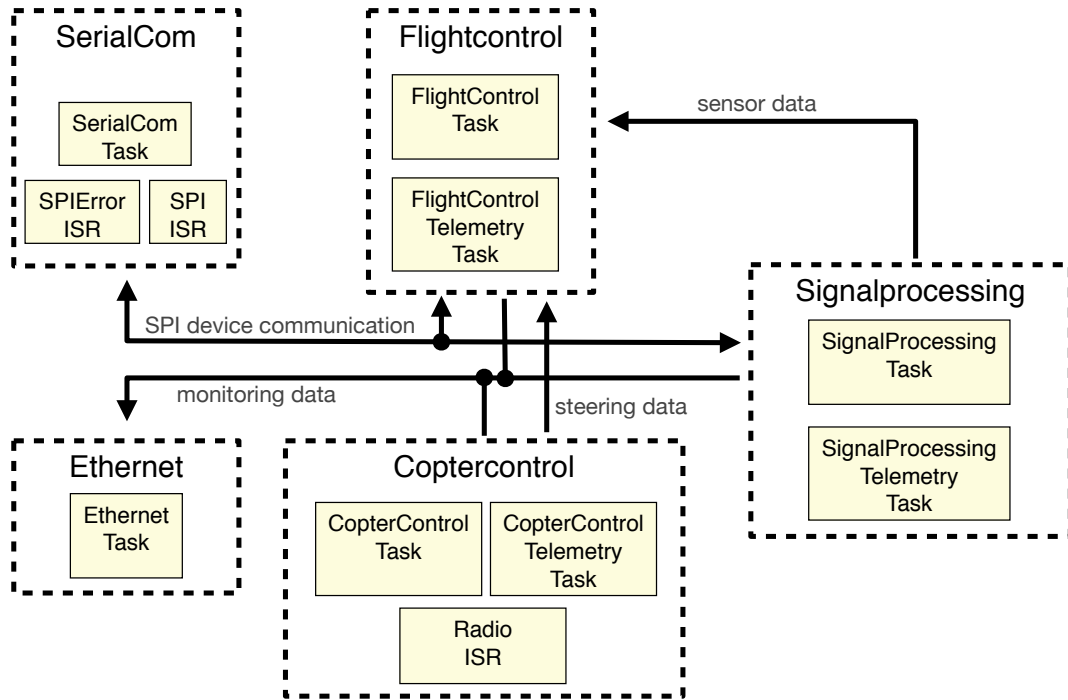 SerialCom
SerialCom
Task
SPIError
ISR
SPI
ISR
Flightcontrol
FlightControl
Task
FlightControl
Telemetry
Task
sensor data
Signalprocessing
SignalProcessing
Task
SignalProcessing
Telemetry
Task
SPI device communication
monitoring data
steering data
Ethernet
Ethernet
Task
Coptercontrol
CopterControl
Task
CopterControl
Telemetry
Task
Radio
ISR